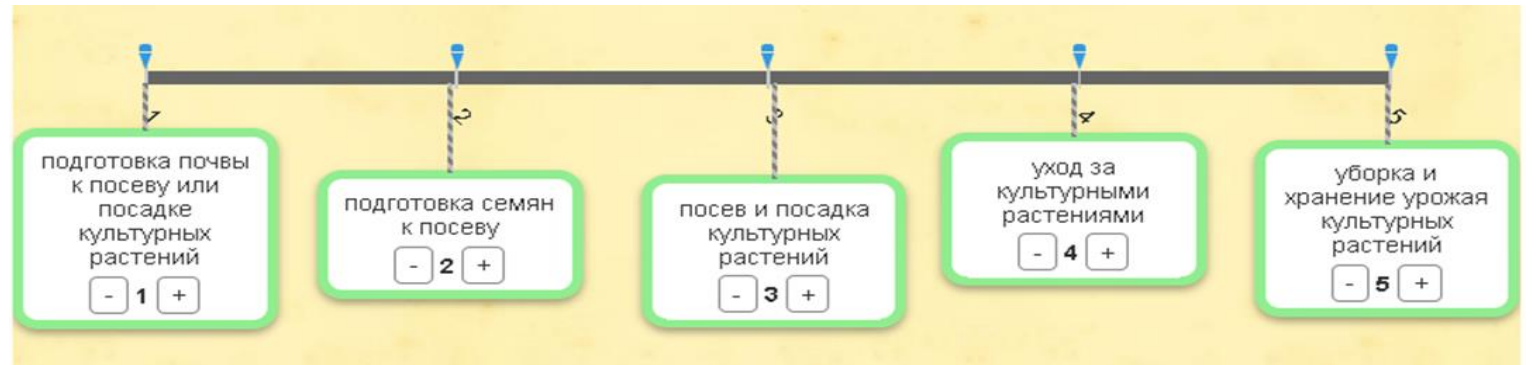 1
2
3
4
5
подготовка почвы
к посеву или
посадке
культурных
растений
- 1 +
подготовка семян
к посеву
- 2 +
посев и посадка
культурных
растений
- 3 +
уход за
культурными
растениями
- 4 +
уборка и
хранение урожая
культурных
растений
- 5 +